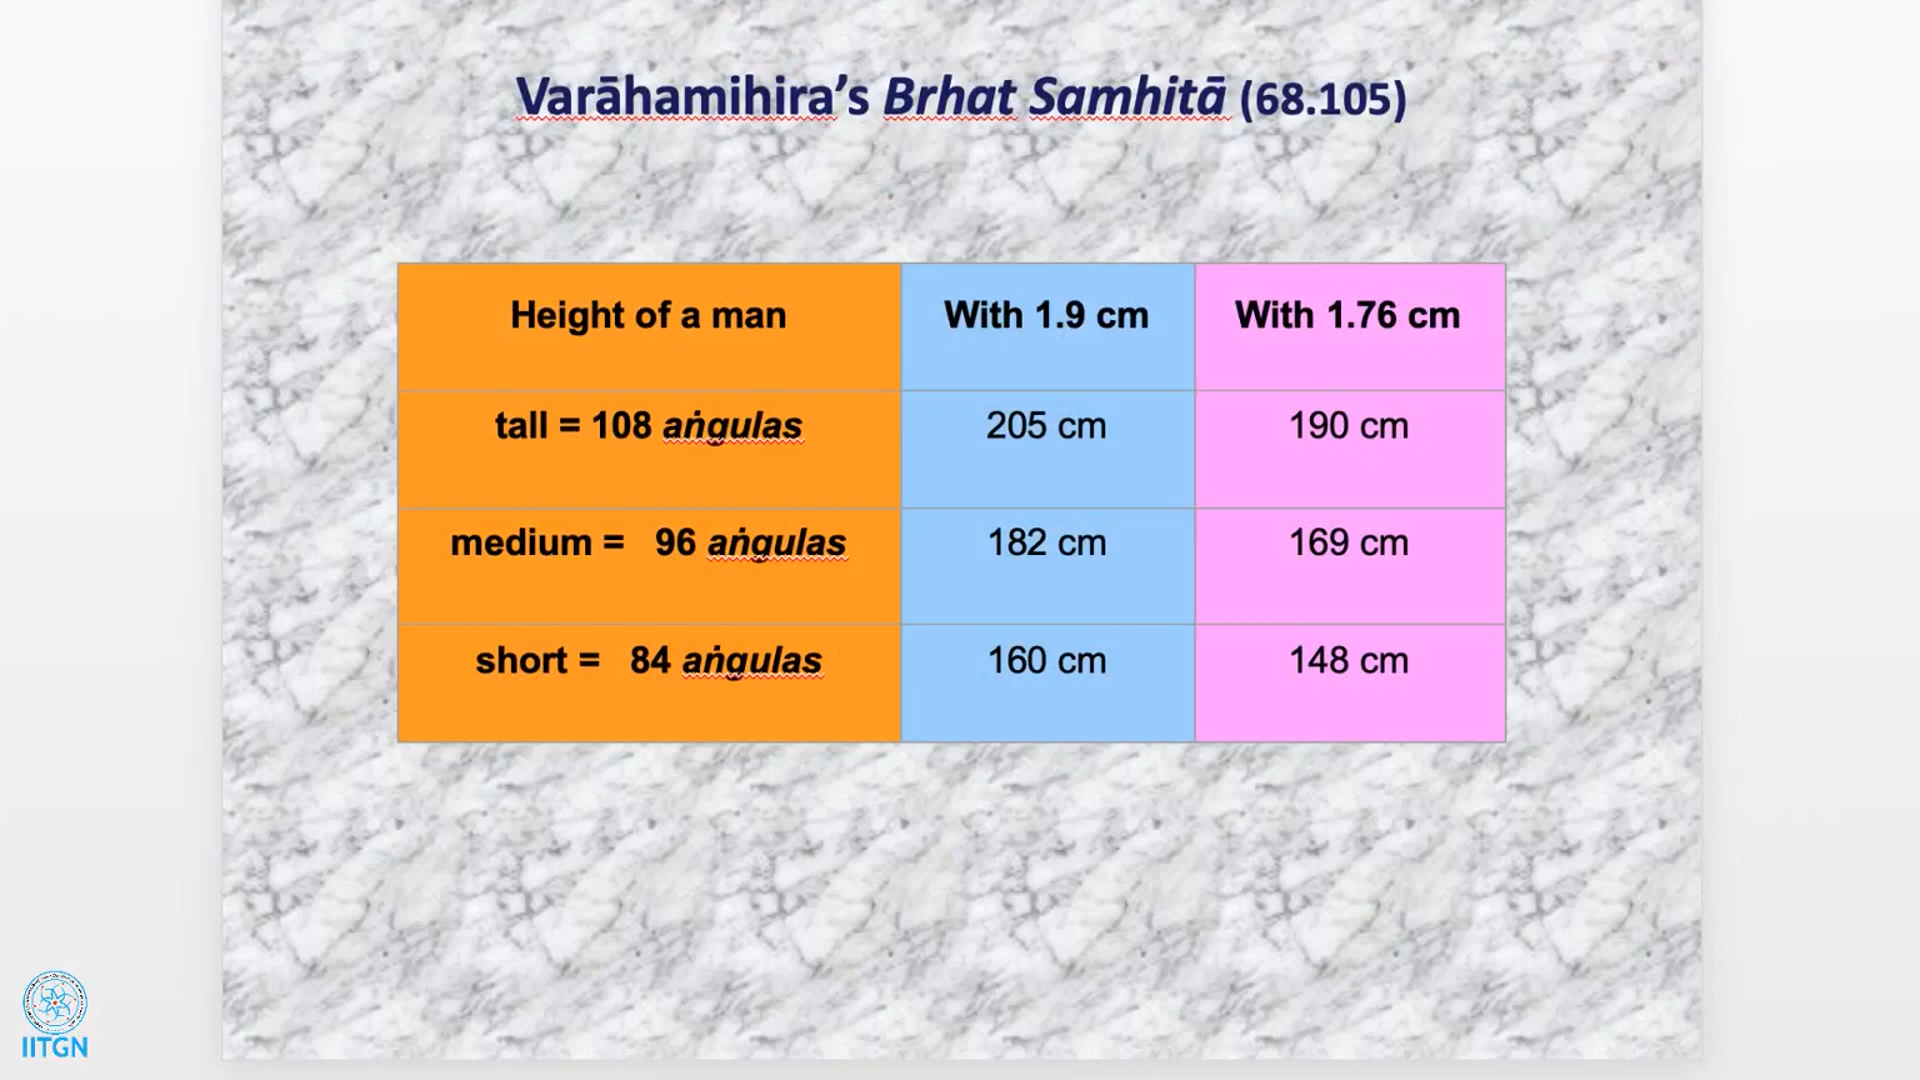 Varāhamihira’s Brhat Samhitā (68.105)
Height of a man With 1.9 cm With 1.76 cm
tall = 108 aṅgulas 205 cm 190 cm
medium = 96 aṅgulas 182 cm 169 cm
short = 84 aṅgulas 160 cm 148 cm
IITGN